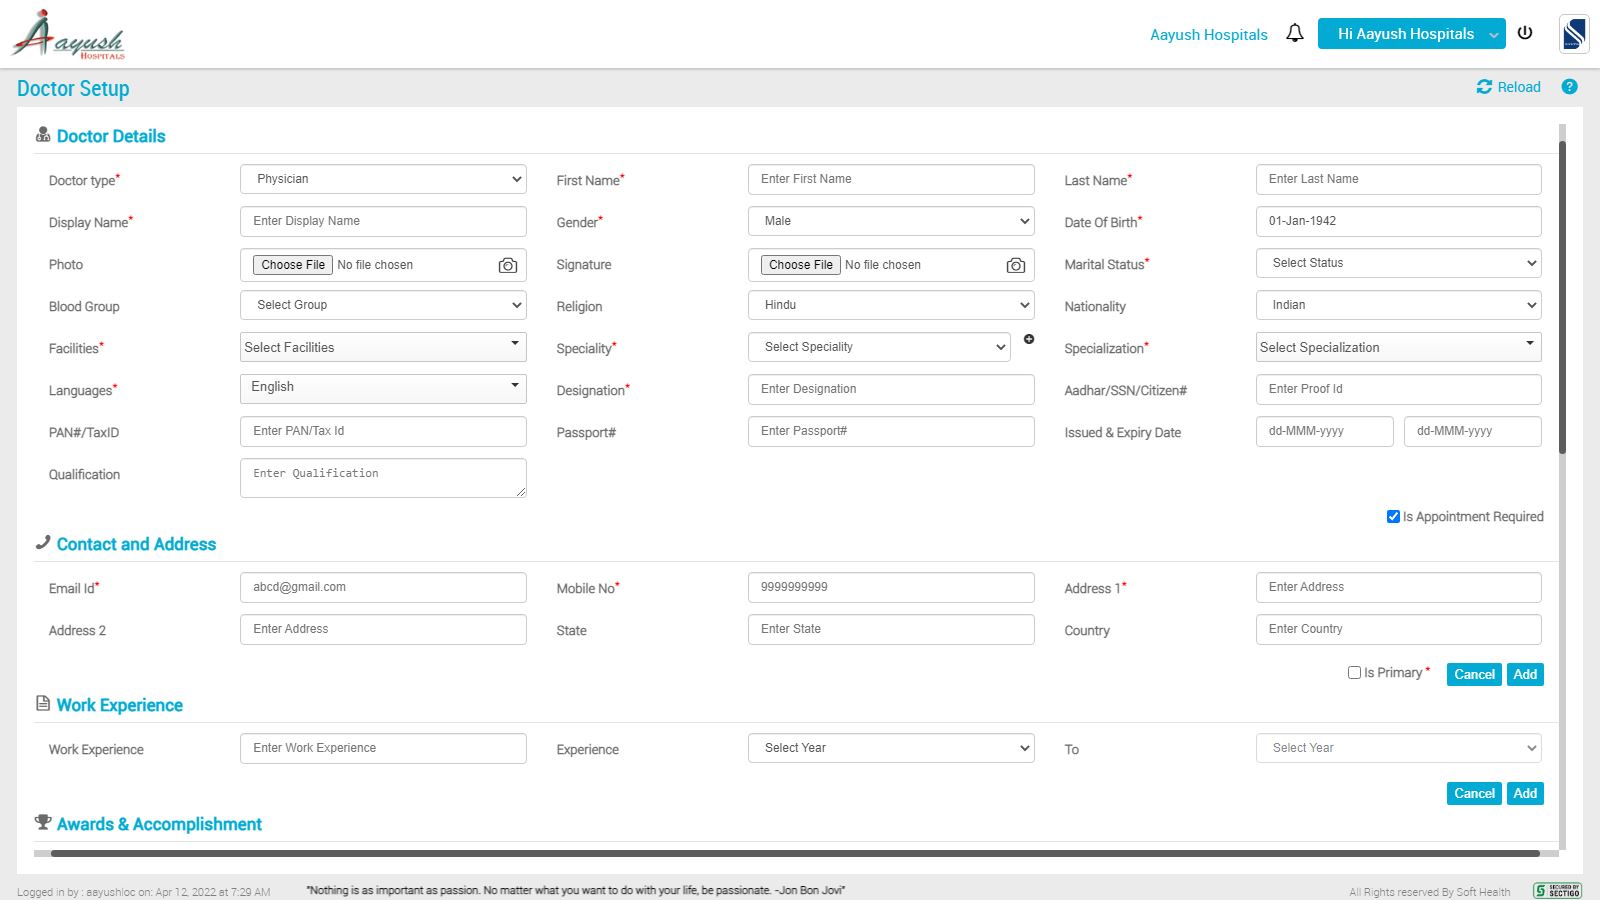 Aayush
HOSPITALS
Aayush Hospitals
Hi Aayush Hospitals
Doctor Setup
Reload
?
Doctor Details
Doctor type* Physician First Name* Enter First Name Last Name* Enter Last Name
Display Name* Enter Display Name Gender* Male Date Of Birth* 01-Jan-1942
Photo Choose File No file chosen Signature Choose File No file chosen Marital Status* Select Status
Blood Group Select Group Religion Hindu Nationality Indian
Facilities* Select Facilities Speciality* Select Speciality Specialization* Select Specialization
Languages* English Designation* Enter Designation Aadhar/SSN/Citizen# Enter Proof Id
PAN#/TaxID Enter PAN/Tax Id Passport# Enter Passport# Issued & Expiry Date dd-MMM-yyyy dd-MMM-yyyy
Qualification Enter Qualification
Is Appointment Required
Contact and Address
Email Id* abcd@gmail.com Mobile No* 9999999999 Address 1* Enter Address
Address 2 Enter Address State Enter State Country Enter Country
Is Primary * Cancel Add
Work Experience
Work Experience Enter Work Experience Experience Select Year To Select Year
Cancel Add
Awards & Accomplishment
Logged in by : aayushioc on: Apr 12, 2022 at 7:29 AM "Nothing is as important as passion. No matter what you want to do with your life, be passionate. -Jon Bon Jovi" All Rights reserved By Soft Health
SECURED BY
SECTIGO